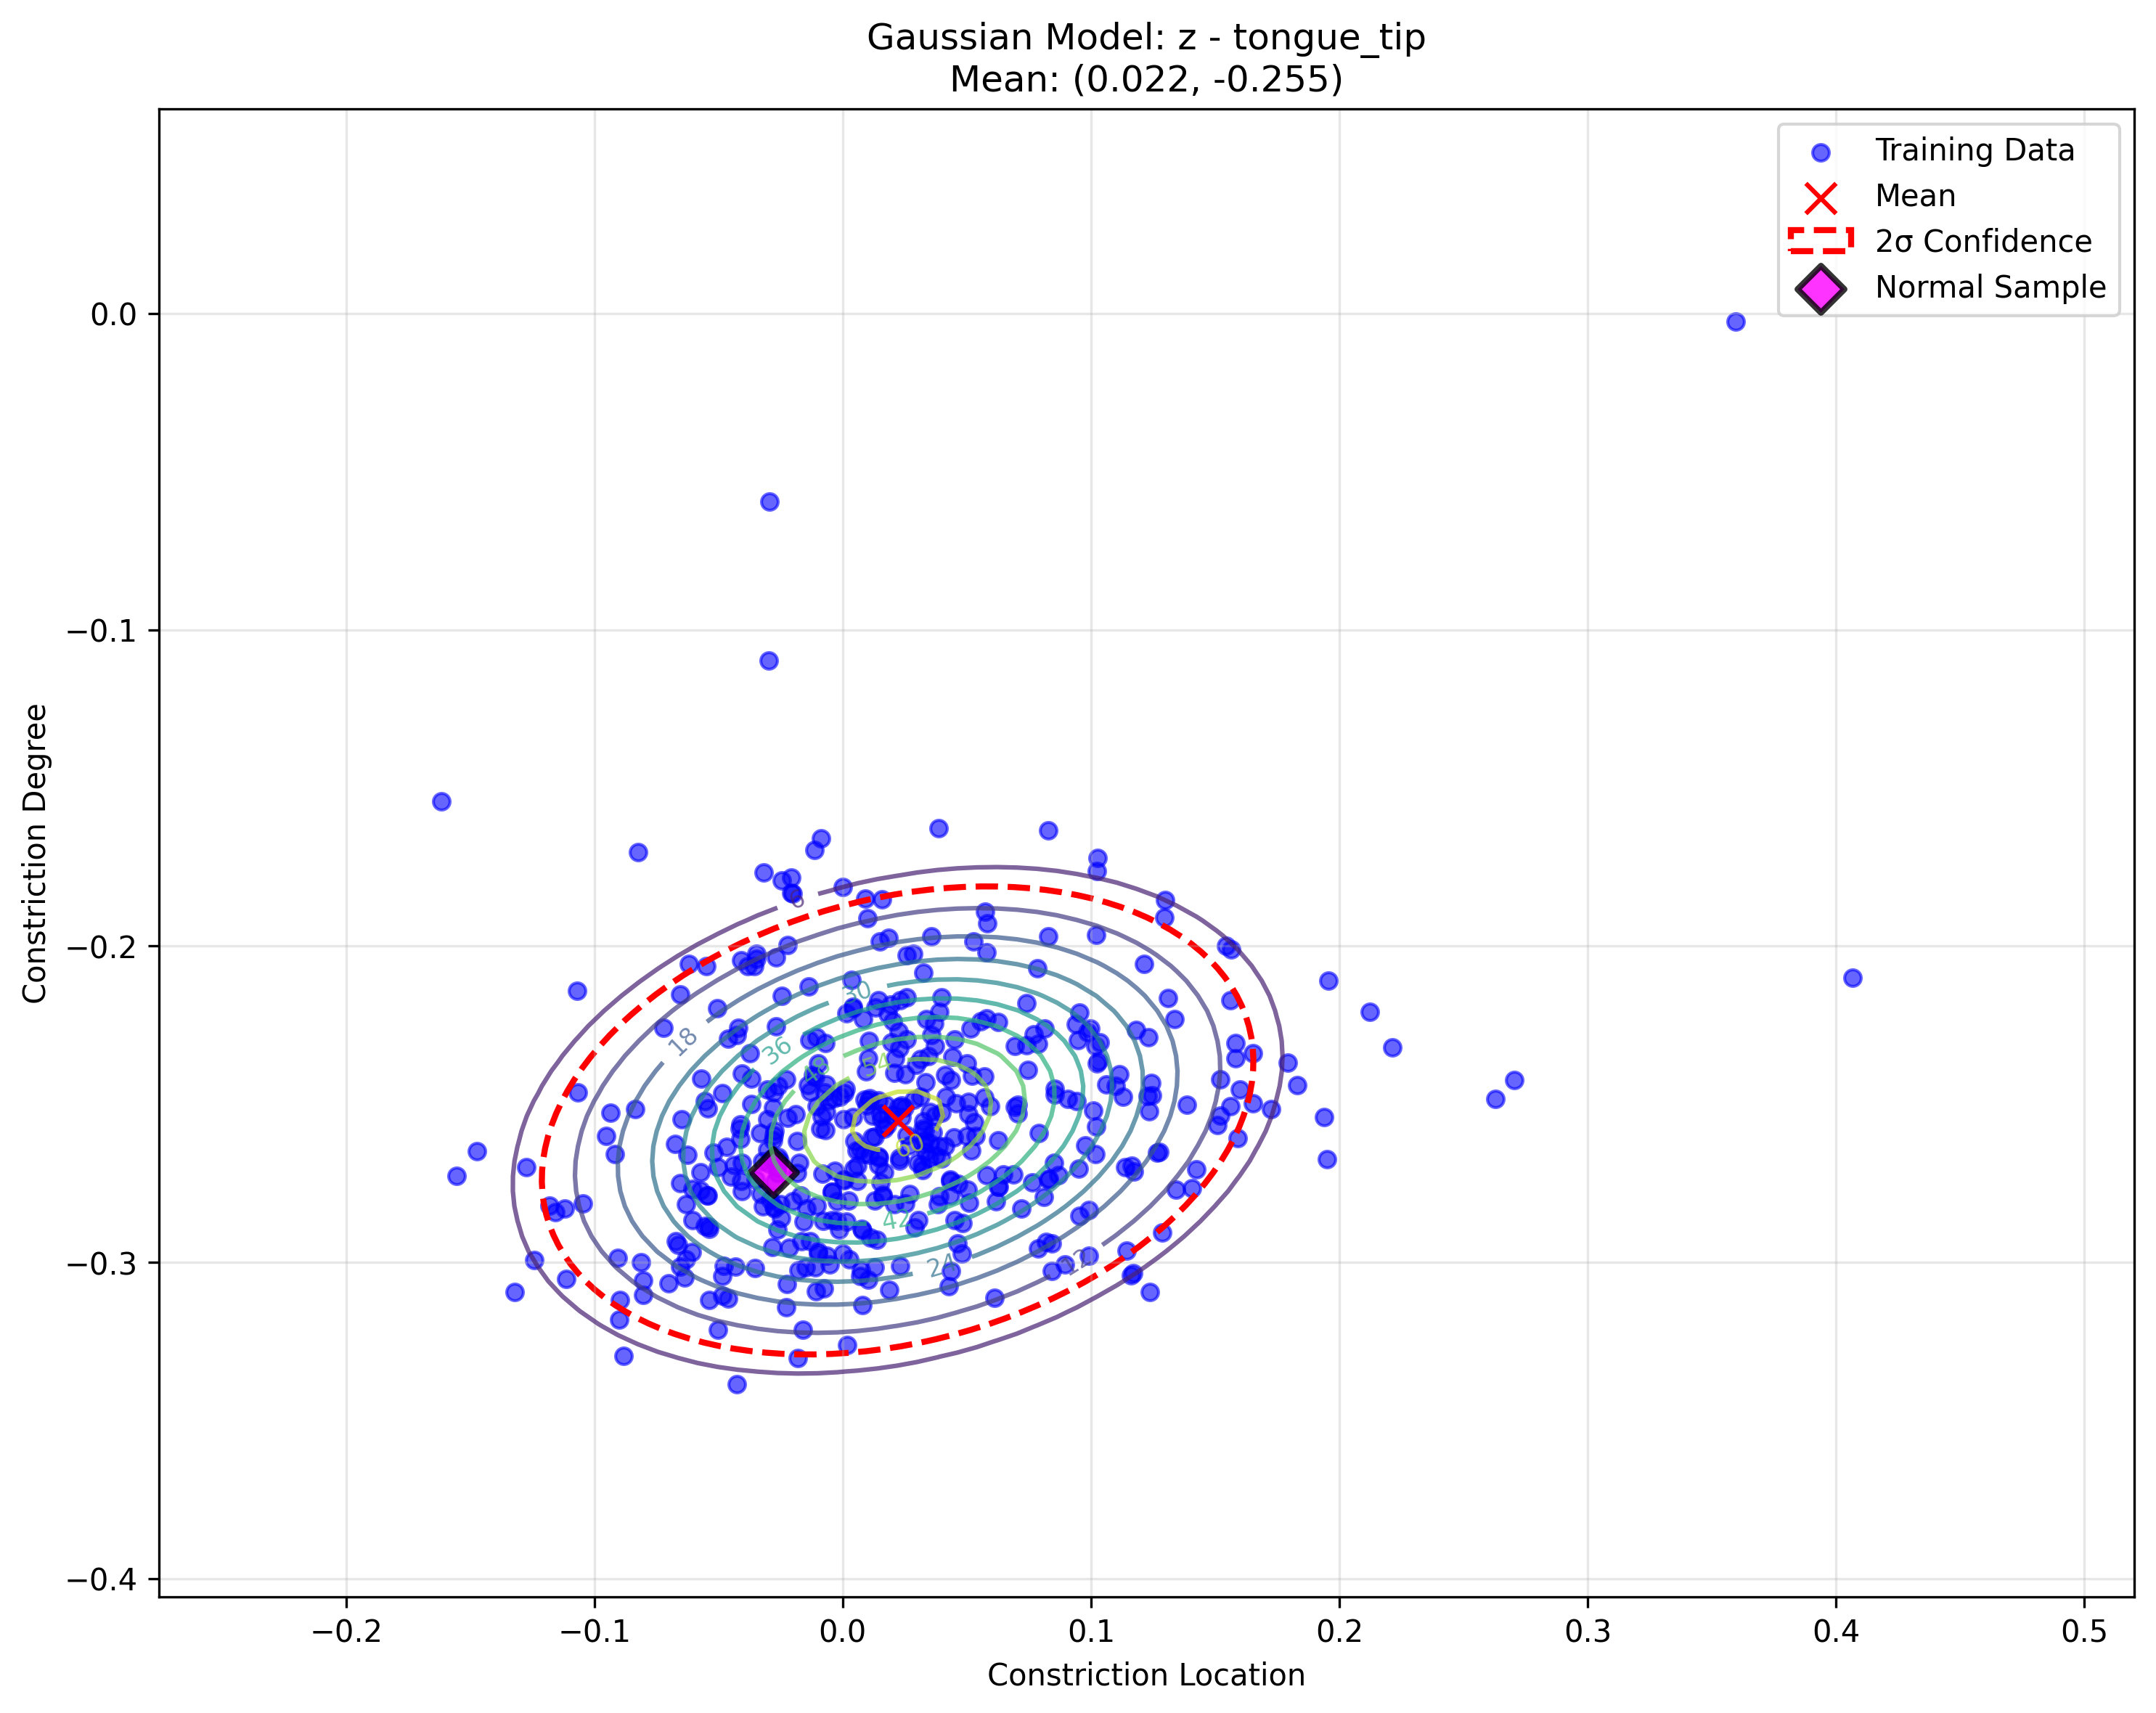 Gaussian Model: z - tongue_tip
Mean: (0.022, -0.255)
Training Data
Mean
2σ Confidence
Normal Sample
Constriction Degree
0.0
−0.1
−0.2
−0.3
−0.4
18
30
36
54
60
42
24
12
−0.2
−0.1
0.0
0.1
0.2
0.3
0.4
0.5
Constriction Location